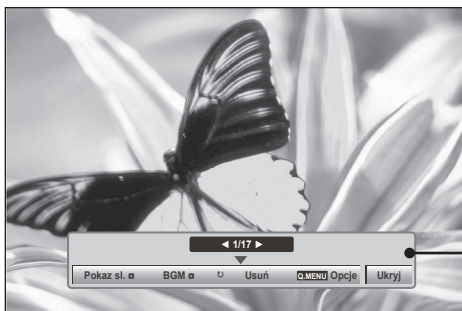 ◀ 1/17 ▶
Pokaz sl. BGM ↻ Usuń Q.MENU Opcje Ukryj